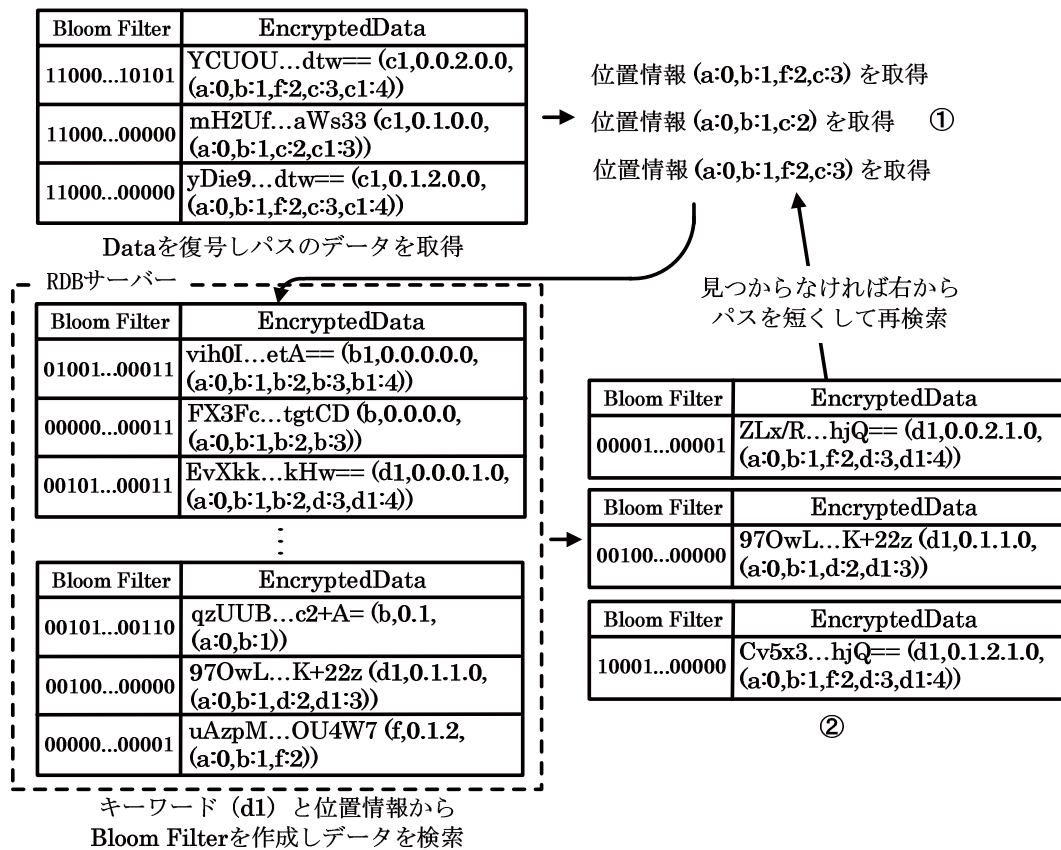 Bloom Filter EncryptedData
11000...10101 YCUOU...dtw== (c1,0.0.2.0.0,
(a:0,b:1,f:2,c:3,c1:4))
11000...00000 mH2Uf...aWs33 (c1,0.1.0.0,
(a:0,b:1,c:2,c1:3))
11000...00000 yDie9...dtw== (c1,0.1.2.0.0,
(a:0,b:1,f:2,c:3,c1:4))
Dataを復号しパスのデータを取得
位置情報 (a:0,b:1,f:2,c:3) を取得
位置情報 (a:0,b:1,c:2) を取得 ①
位置情報 (a:0,b:1,f:2,c:3) を取得
見つからなければ右から
パスを短くして再検索
RDBサーバー
Bloom Filter EncryptedData
01001...00011 vih0I...etA== (b1,0.0.0.0.0,
(a:0,b:1,b:2,b:3,b1:4))
00000...00011 FX3Fc...tgtCD (b,0.0.0.0,
(a:0,b:1,b:2,b:3))
00101...00011 EvXkk...kHw== (d1,0.0.0.1.0,
(a:0,b:1,b:2,d:3,d1:4))
⋮
Bloom Filter EncryptedData
00101...00110 qzUUB...c2+A= (b,0.1,
(a:0,b:1))
00100...00000 97OwL...K+22z (d1,0.1.1.0,
(a:0,b:1,d:2,d1:3))
00000...00001 uAzpM...OU4W7 (f,0.1.2,
(a:0,b:1,f:2))
キーワード（d1）と位置情報から
Bloom Filterを作成しデータを検索
Bloom Filter EncryptedData
00001...00001 ZLx/R...hjQ== (d1,0.0.2.1.0,
(a:0,b:1,f:2,d:3,d1:4))
Bloom Filter EncryptedData
00100...00000 97OwL...K+22z (d1,0.1.1.0,
(a:0,b:1,d:2,d1:3))
Bloom Filter EncryptedData
10001...00000 Cv5x3...hjQ== (d1,0.1.2.1.0,
(a:0,b:1,f:2,d:3,d1:4))
②